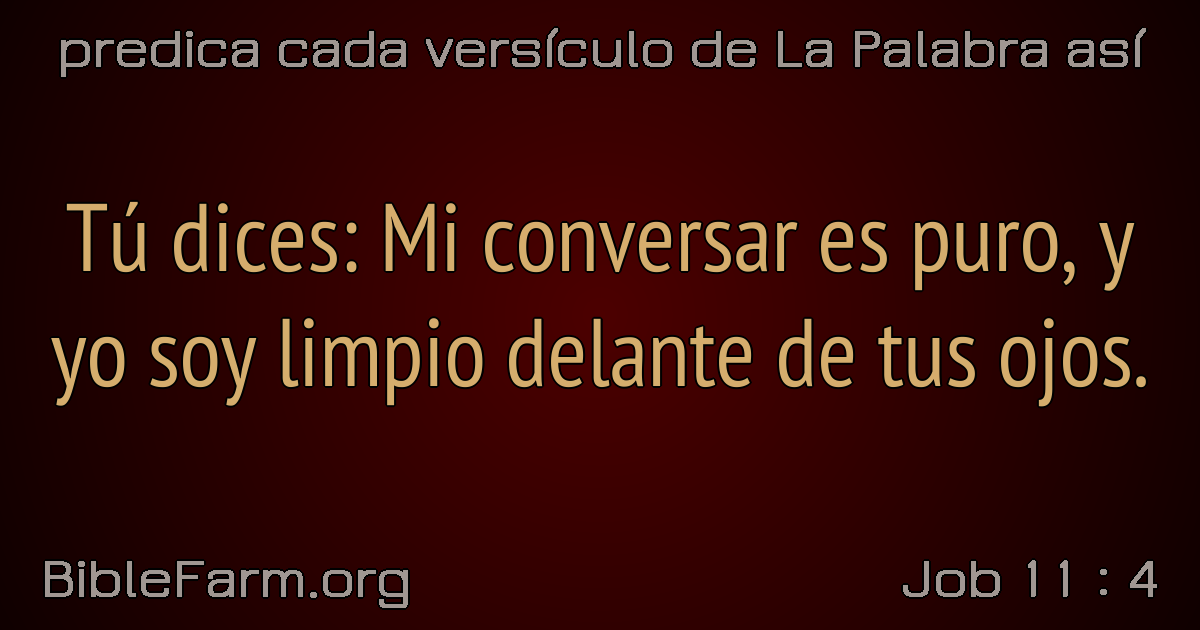 predica cada versículo de La Palabra así
Tú dices: Mi conversar es puro, y
yo soy limpio delante de tus ojos.
BibleFarm.org
Job 11 : 4